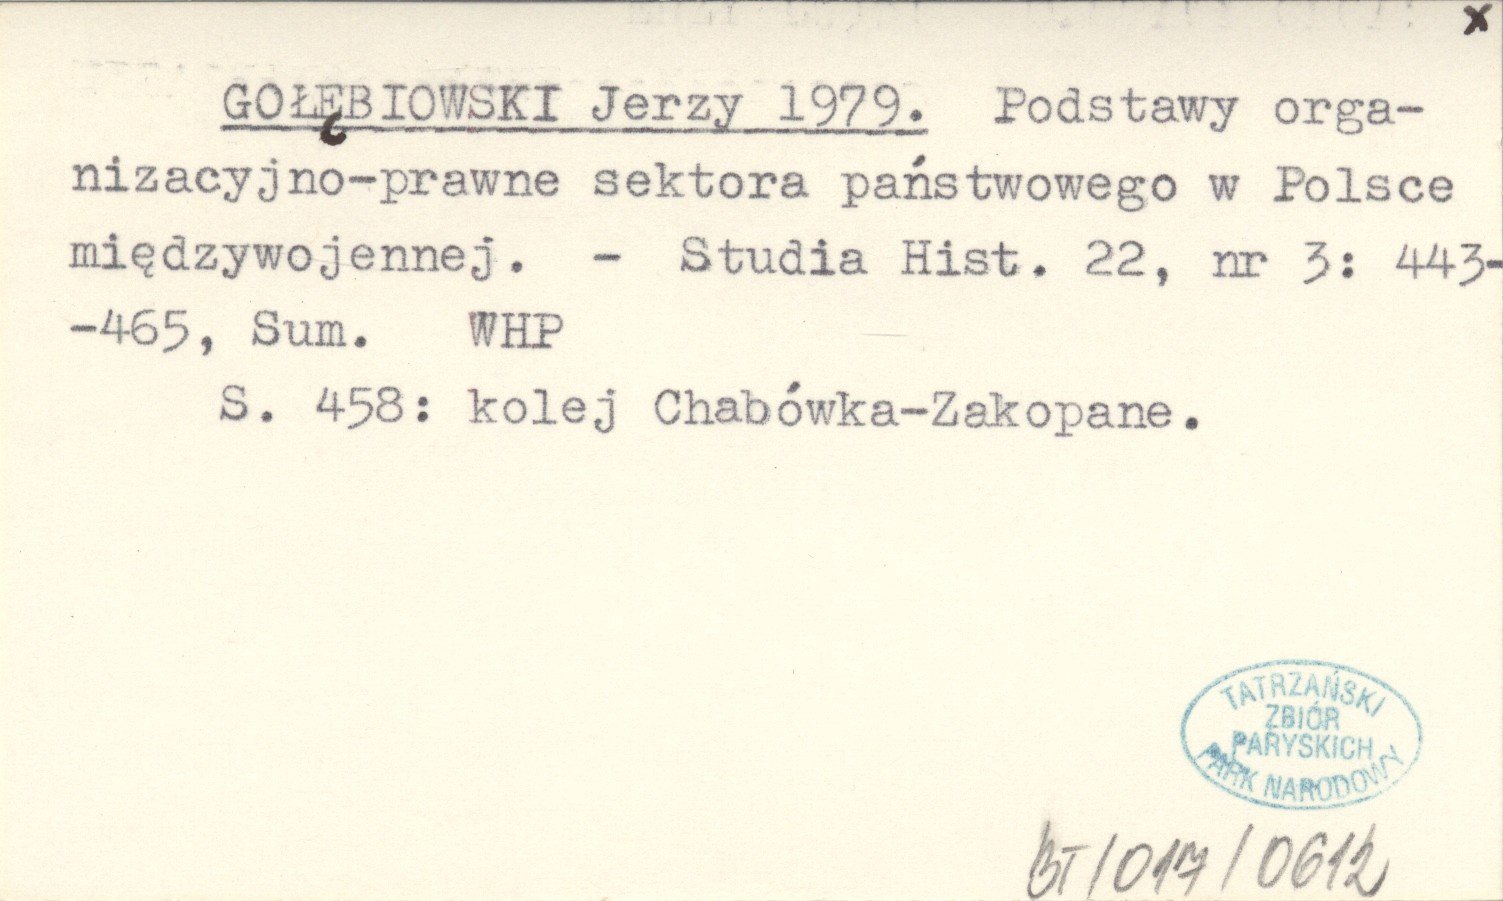 x
GOŁĘBIOWSKI Jerzy 1979. Podstawy orga-
nizacyjno-prawne sektora państwowego w Polsce
międzywojennej. - Studia Hist. 22, nr 3: 443-
-465, Sum. WHP
S. 458: kolej Chabówka-Zakopane.
TATRZAŃSKI
ZBIÓR
PARYSKICH
PARK NARODOWY
BT/017/0612